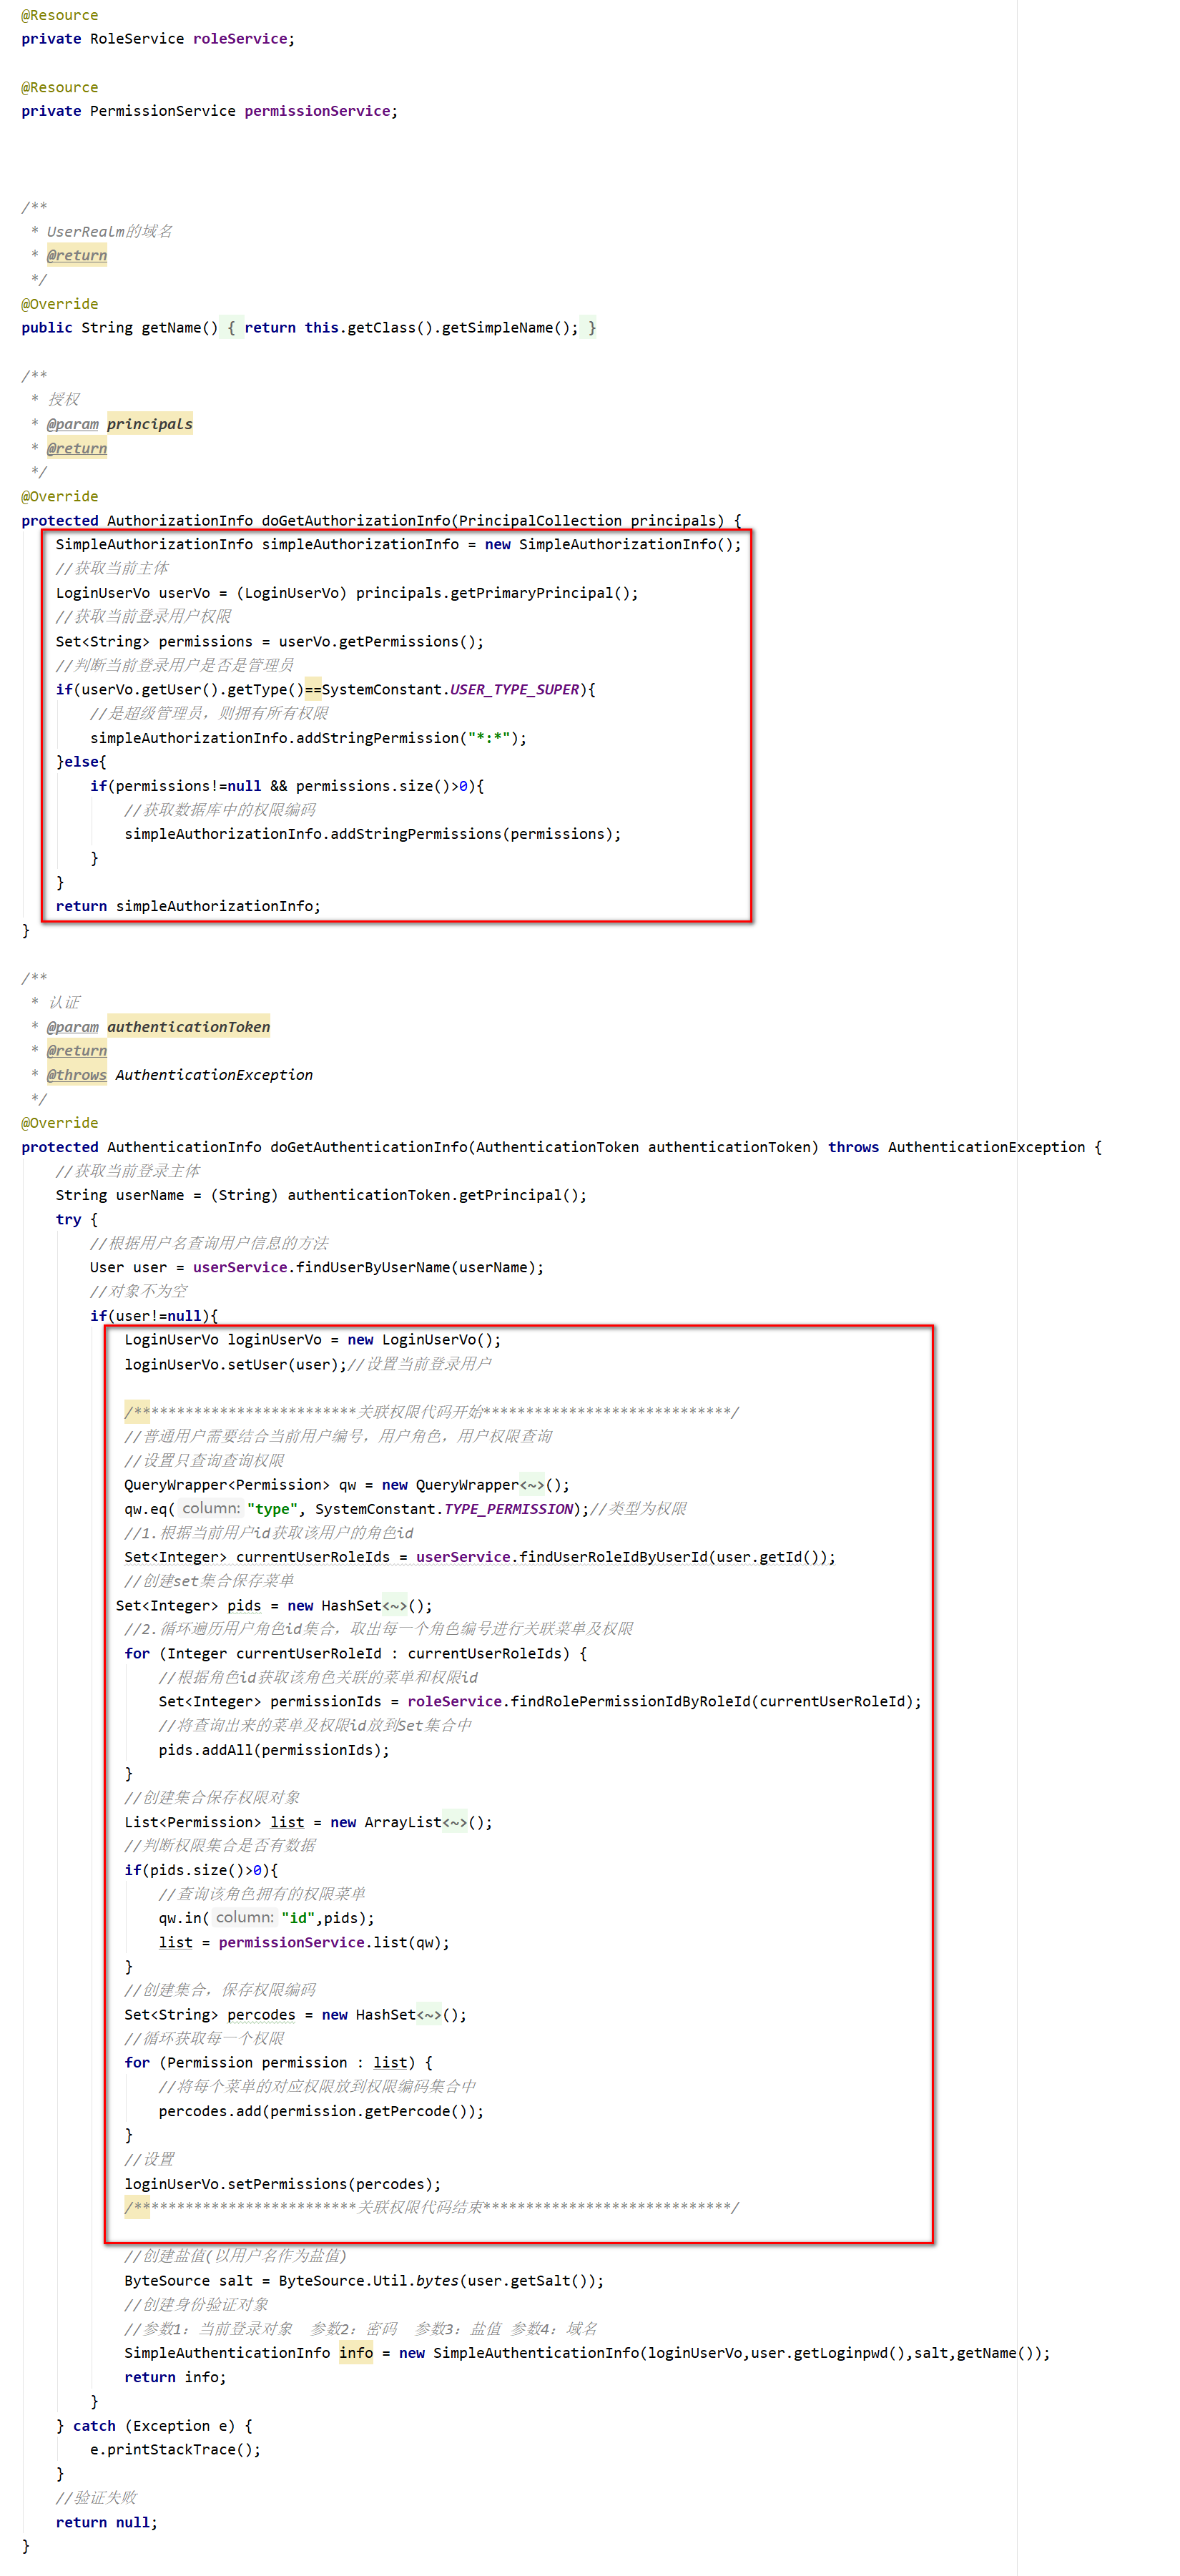 @Resource
private RoleService roleService;
@Resource
private PermissionService permissionService;
/**
* UserRealm的域名
* @return
*/
@Override
public String getName() { return this.getClass().getSimpleName(); }
/**
* 授权
* @param principals
* @return
*/
@Override
protected AuthorizationInfo doGetAuthorizationInfo(PrincipalCollection principals) {
SimpleAuthorizationInfo simpleAuthorizationInfo = new SimpleAuthorizationInfo();
//获取当前主体
LoginUserVo userVo = (LoginUserVo) principals.getPrimaryPrincipal();
//获取当前登录用户权限
Set<String> permissions = userVo.getPermissions();
//判断当前登录用户是否是管理员
if(userVo.getUser().getType()==SystemConstant.USER_TYPE_SUPER){
//是超级管理员，则拥有所有权限
simpleAuthorizationInfo.addStringPermission("*:*");
}else{
if(permissions!=null && permissions.size()>0){
//获取数据库中的权限编码
simpleAuthorizationInfo.addStringPermissions(permissions);
}
}
return simpleAuthorizationInfo;
}
/**
* 认证
* @param authenticationToken
* @return
* @throws AuthenticationException
*/
@Override
protected AuthenticationInfo doGetAuthenticationInfo(AuthenticationToken authenticationToken) throws AuthenticationException {
//获取当前登录主体
String userName = (String) authenticationToken.getPrincipal();
try {
//根据用户名查询用户信息的方法
User user = userService.findUserByUserName(userName);
//对象不为空
if(user!=null){
LoginUserVo loginUserVo = new LoginUserVo();
loginUserVo.setUser(user);//设置当前登录用户
/***************************关联权限代码开始*****************************/
//普通用户需要结合当前用户编号，用户角色，用户权限查询
//设置只查询查询权限
QueryWrapper<Permission> qw = new QueryWrapper<~>();
qw.eq( column: "type", SystemConstant.TYPE_PERMISSION);//类型为权限
//1.根据当前用户id获取该用户的角色id
Set<Integer> currentUserRoleIds = userService.findUserRoleIdByUserId(user.getId());
//创建set集合保存菜单
Set<Integer> pids = new HashSet<~>();
//2.循环遍历用户角色id集合，取出每一个角色编号进行关联菜单及权限
for (Integer currentUserRoleId : currentUserRoleIds) {
//根据角色id获取该角色关联的菜单和权限id
Set<Integer> permissionIds = roleService.findRolePermissionIdByRoleId(currentUserRoleId);
//将查询出来的菜单及权限id放到Set集合中
pids.addAll(permissionIds);
}
//创建集合保存权限对象
List<Permission> list = new ArrayList<~>();
//判断权限集合是否有数据
if(pids.size()>0){
//查询该角色拥有的权限菜单
qw.in( column: "id",pids);
list = permissionService.list(qw);
}
//创建集合，保存权限编码
Set<String> percodes = new HashSet<~>();
//循环获取每一个权限
for (Permission permission : list) {
//将每个菜单的对应权限放到权限编码集合中
percodes.add(permission.getPercode());
}
//设置
loginUserVo.setPermissions(percodes);
/***************************关联权限代码结束*****************************/
//创建盐值(以用户名作为盐值)
ByteSource salt = ByteSource.Util.bytes(user.getSalt());
//创建身份验证对象
//参数1：当前登录对象 参数2：密码 参数3：盐值 参数4：域名
SimpleAuthenticationInfo info = new SimpleAuthenticationInfo(loginUserVo,user.getLoginpwd(),salt,getName());
return info;
}
} catch (Exception e) {
e.printStackTrace();
}
//验证失败
return null;
}